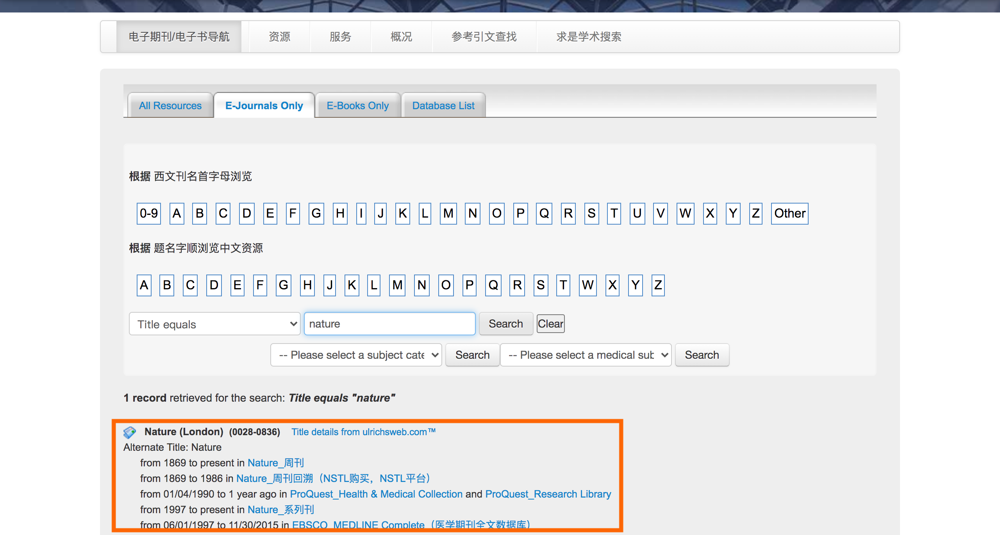 电子期刊/电子书导航 资源 服务 概况 参考引文查找 求是学术搜索
All Resources E-Journals Only E-Books Only Database List
根据 西文刊名首字母浏览
0-9 A B C D E F G H I J K L M N O P Q R S T U V W X Y Z Other
根据 题名字顺浏览中文资源
A B C D E F G H J K L M N O P Q R S T W X Y Z
Title equals nature Search Clear
-- Please select a subject cate Search -- Please select a medical sub Search
1 record retrieved for the search: Title equals "nature"
Nature (London) (0028-0836) Title details from ulrichsweb.com™
Alternate Title: Nature
from 1869 to present in Nature_周刊
from 1869 to 1986 in Nature_周刊回溯（NSTL购买，NSTL平台）
from 01/04/1990 to 1 year ago in ProQuest_Health & Medical Collection and ProQuest_Research Library
from 1997 to present in Nature_系列刊
from 06/01/1997 to 11/30/2015 in EBSCO_MEDLINE Complete（医学期刊全文数据库）